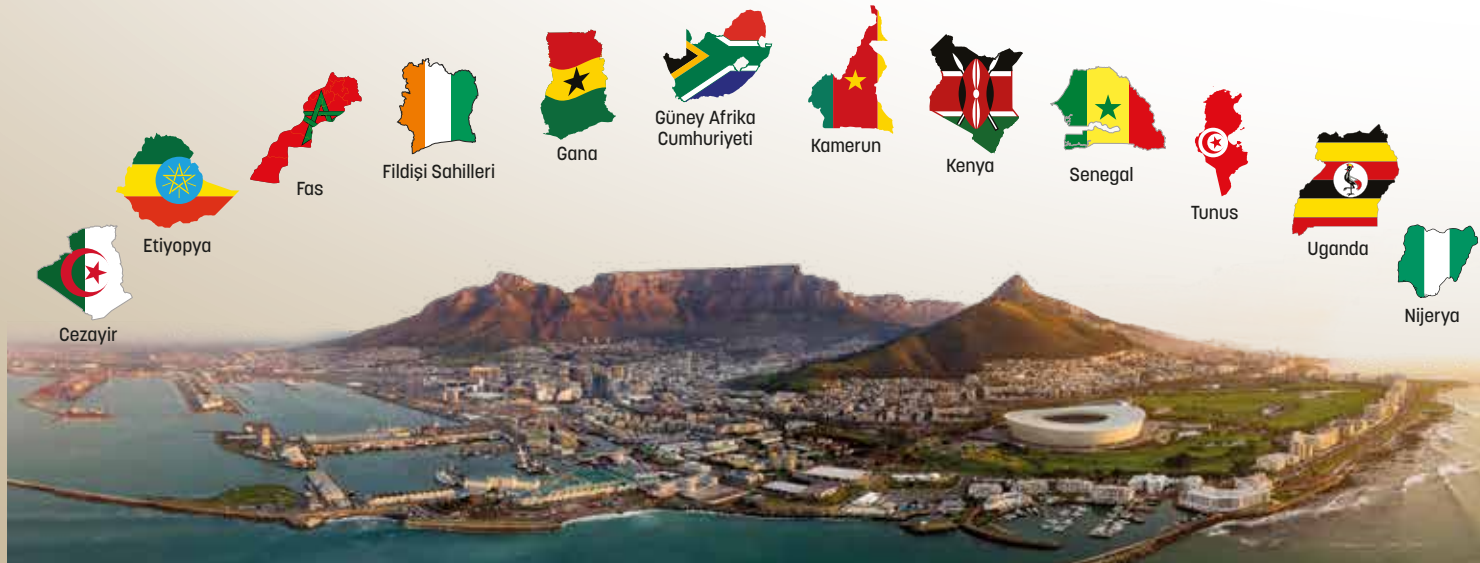 Cezayir
Etiyopya
Fas
Fildişi Sahilleri
Gana
Güney Afrika
Cumhuriyeti
Kamerun
Kenya
Senegal
Tunus
Uganda
Nijerya